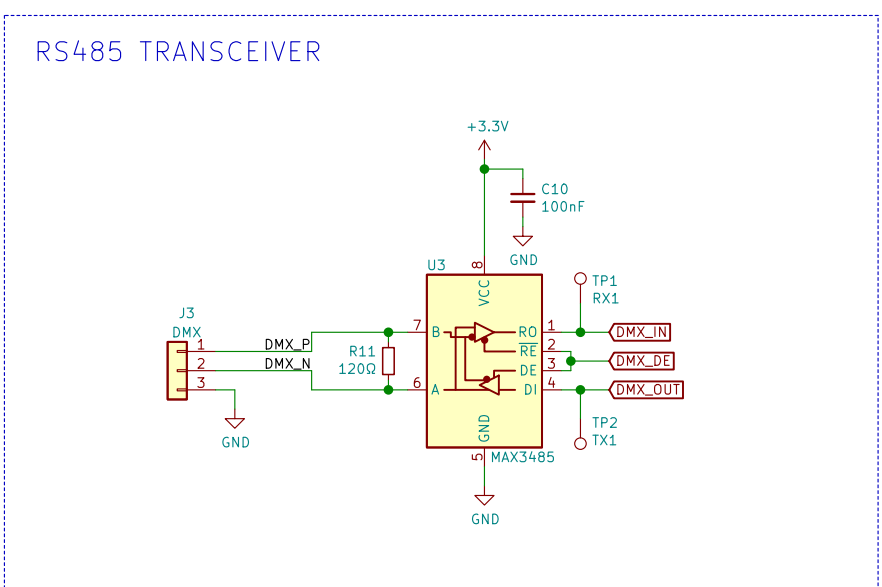 RS485 TRANSCEIVER
+3.3V
C10
100nF
GND
U3
8
VCC
TP1
RX1
J3
DMX
7
B
RO
1
DMX_IN
1
DMX_P
R11
120Ω
RE
2
DMX_DE
2
DMX_N
DE
3
3
6
A
DI
4
DMX_OUT
GND
GND
5
MAX3485
TP2
TX1
GND